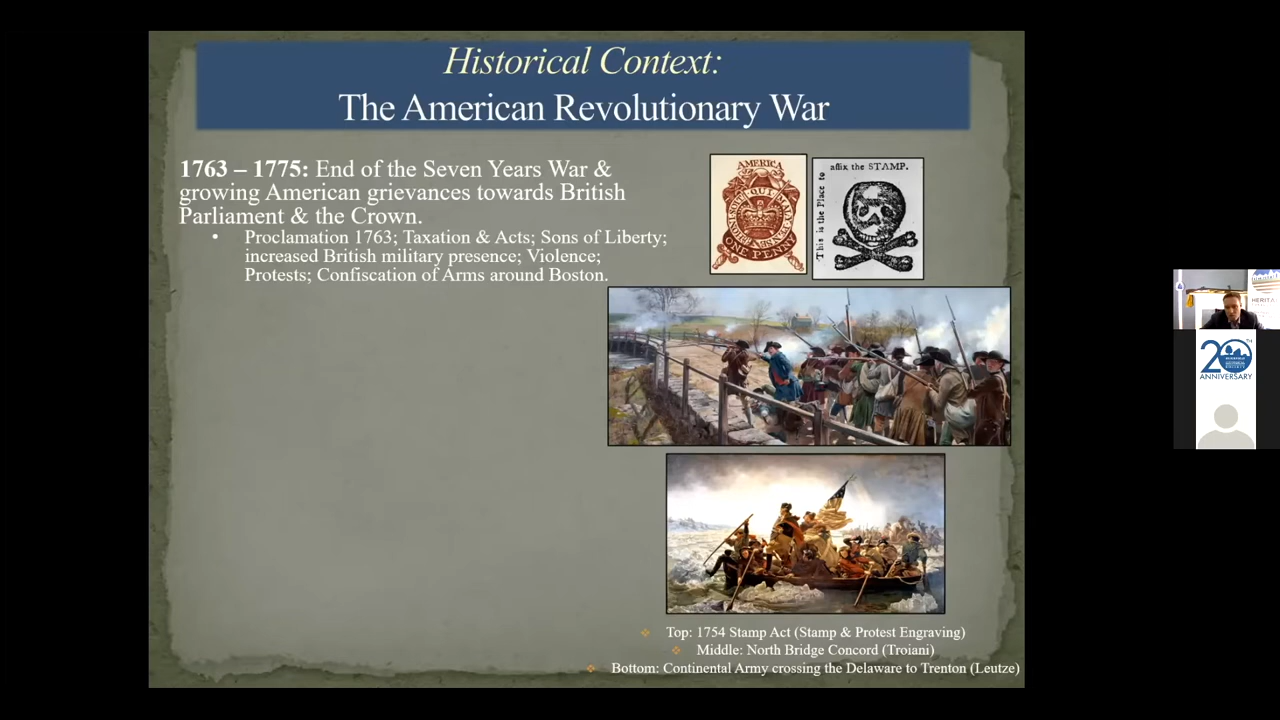 Historical Context:
The American Revolutionary War
1763 – 1775: End of the Seven Years War &
growing American grievances towards British
Parliament & the Crown.
• Proclamation 1763; Taxation & Acts; Sons of Liberty;
increased British military presence; Violence;
Protests; Confiscation of Arms around Boston.
AMERICA
ONE PENNY
affix the STAMP.
This is the Place to
Top: 1754 Stamp Act (Stamp & Protest Engraving)
Middle: North Bridge Concord (Troiani)
Bottom: Continental Army crossing the Delaware to Trenton (Leutze)
20TH
ANNIVERSARY